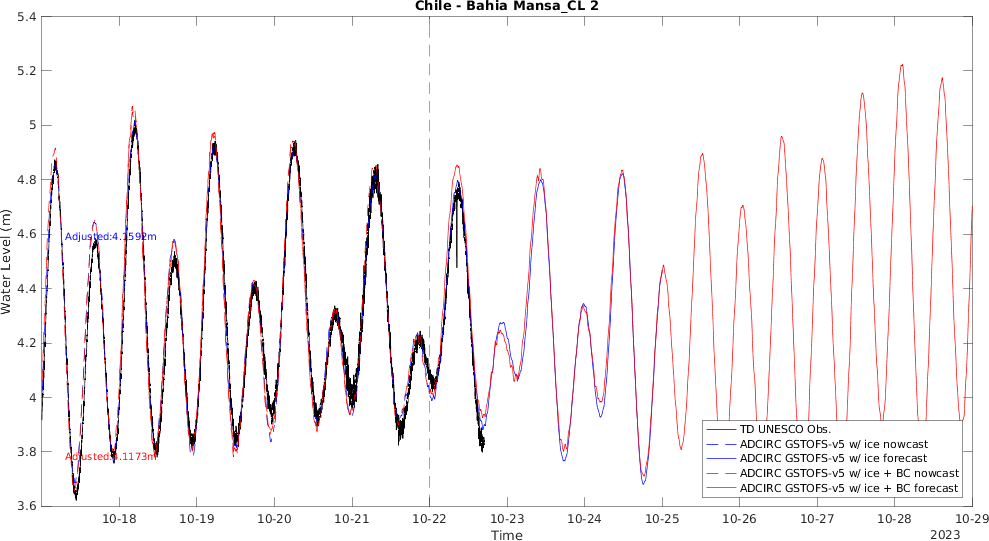 Chile - Bahia Mansa_CL 2
5.4
5.2
5
4.8
4.6
4.4
4.2
4
3.8
3.6
Water Level (m)
Adjusted:4.1592m
Adjusted:4.1173m
TD UNESCO Obs.
ADCIRC GSTOFS-v5 w/ ice nowcast
ADCIRC GSTOFS-v5 w/ ice forecast
ADCIRC GSTOFS-v5 w/ ice + BC nowcast
ADCIRC GSTOFS-v5 w/ ice + BC forecast
10-18 10-19 10-20 10-21 10-22 10-23 10-24 10-25 10-26 10-27 10-28 10-29
Time
2023